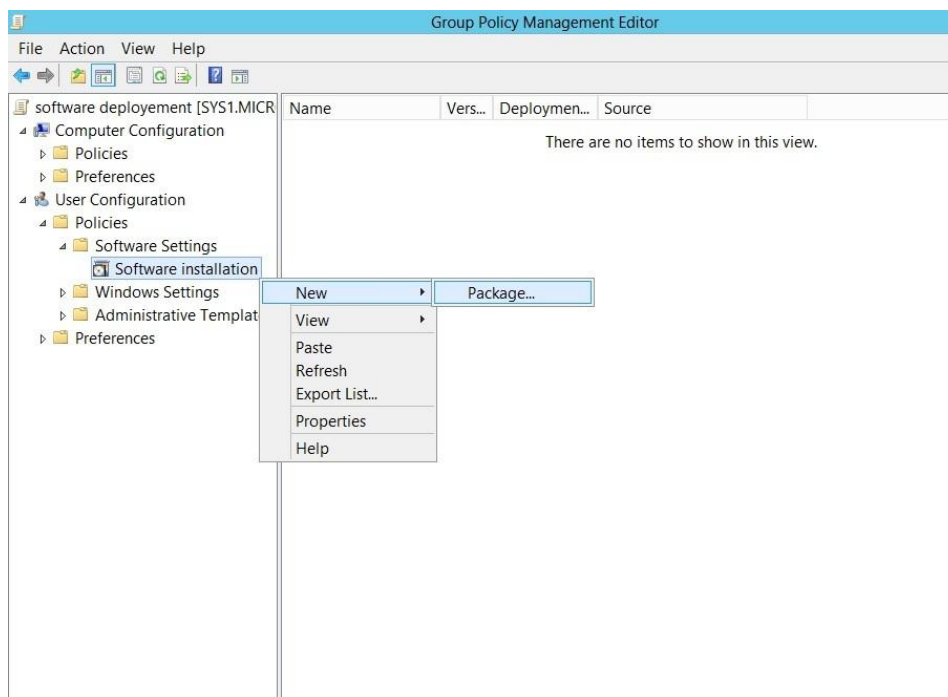 Group Policy Management Editor
File Action View Help
software deployement [SYS1.MICR
Computer Configuration
Policies
Preferences
User Configuration
Policies
Software Settings
Software installation
Windows Settings
Administrative Templat
Preferences
Name Vers... Deploymen... Source
There are no items to show in this view.
New
View
Paste
Refresh
Export List...
Properties
Help
Package...